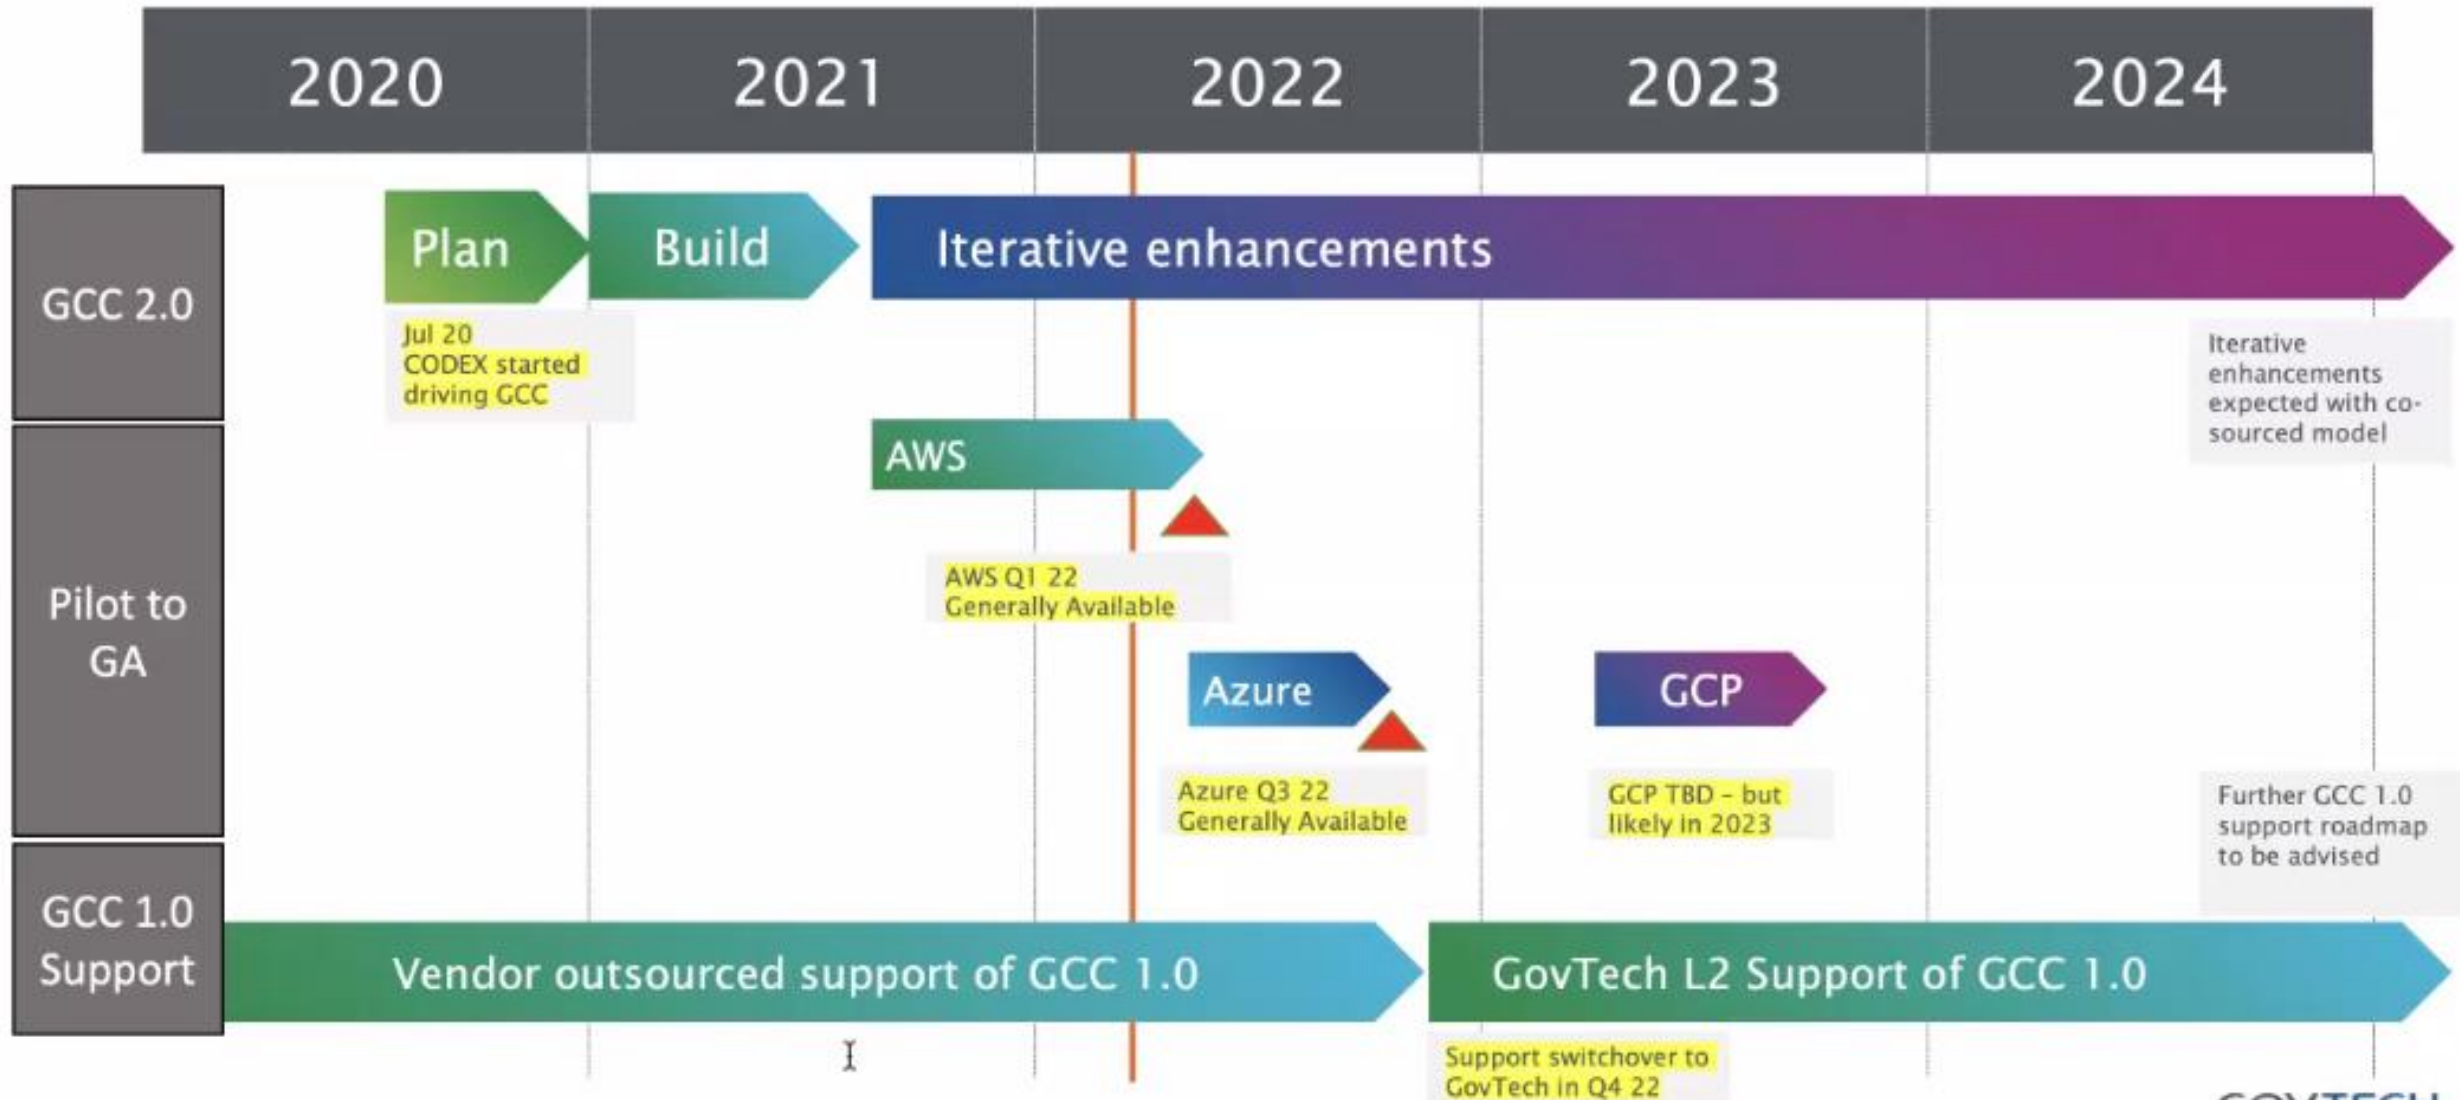 2020
2021
2022
2023
2024
GCC 2.0
Plan
Build
Iterative enhancements
Jul 20
CODEX started
driving GCC
Iterative
enhancements
expected with co-
sourced model
Pilot to
GA
AWS
AWS Q1 22
Generally Available
Azure
GCP
Azure Q3 22
Generally Available
GCP TBD – but
likely in 2023
Further GCC 1.0
support roadmap
to be advised
GCC 1.0
Support
Vendor outsourced support of GCC 1.0
GovTech L2 Support of GCC 1.0
Support switchover to
GovTech in Q4 22